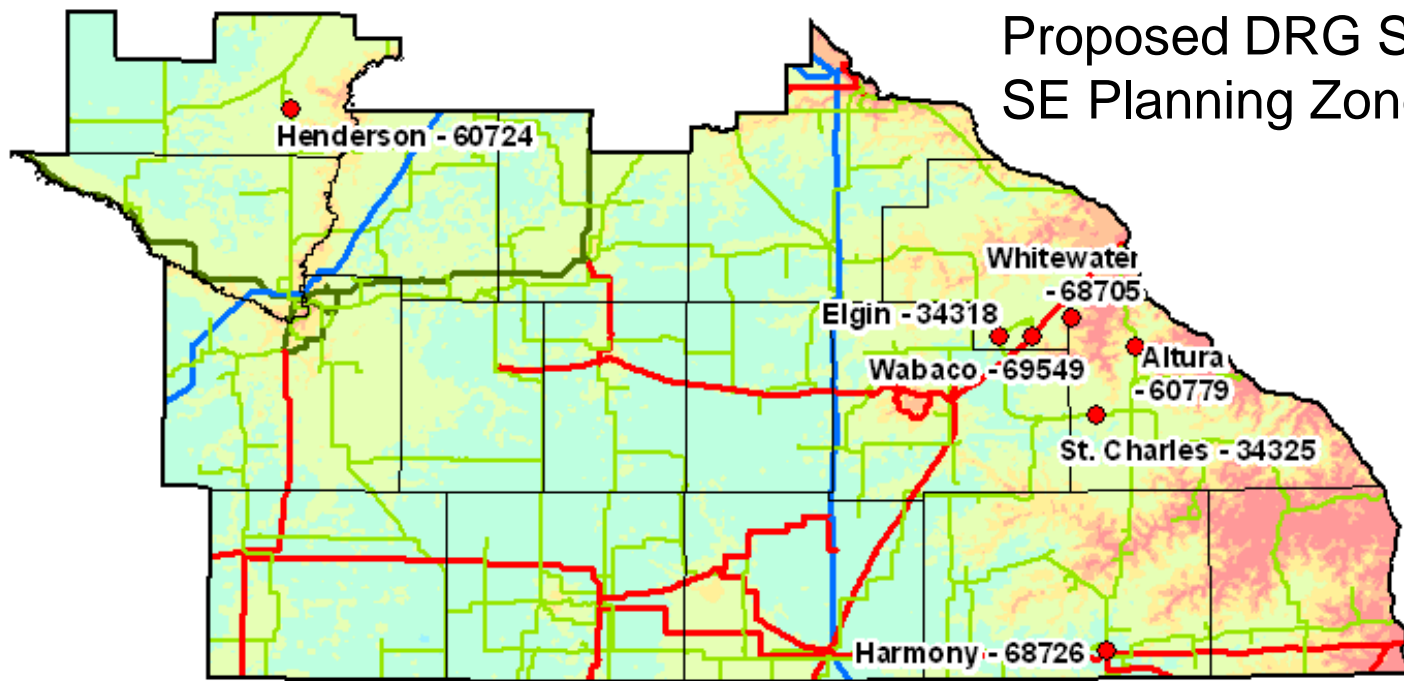 Proposed DRG S
SE Planning Zone
Henderson - 60724
Whitewater
- 68705
Elgin - 34318
Wabaco - 69549
Altura
- 60779
St. Charles - 34325
Harmony - 68726